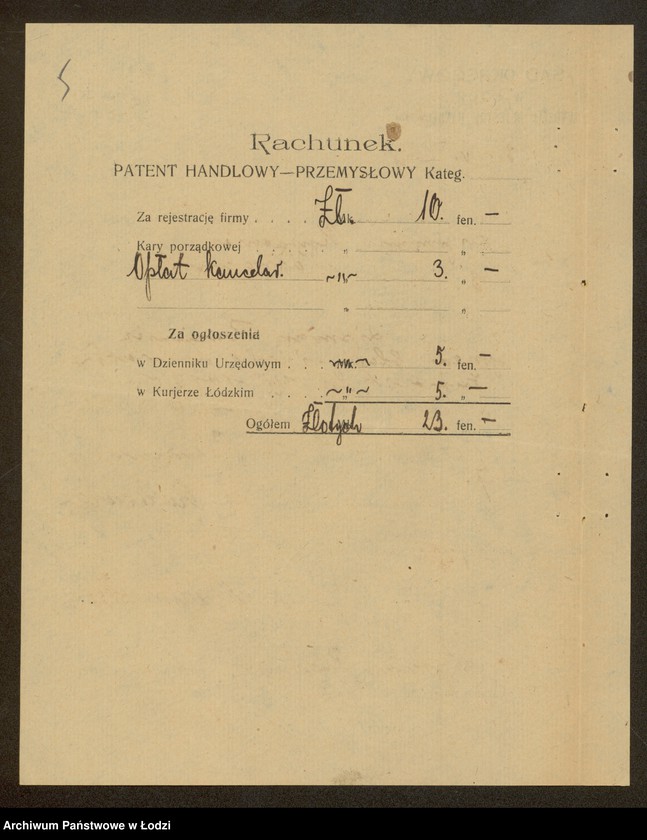 5
Rachunek.
PATENT HANDLOWY—PRZEMYSŁOWY Kateg.
Za rejestrację firmy . . . . Zł. 10. fen. —
Kary porządkowej . . . . . „ „
Opłat kancelar. ~„~ 3. „ —
„ „
Za ogłoszenia
w Dzienniku Urzędowym . . . 5. fen. —
w Kurjerze Łódzkim . . . . ~„~ 5. „ —
Ogółem Złotych 23. fen. —
Archiwum Państwowe w Łodzi